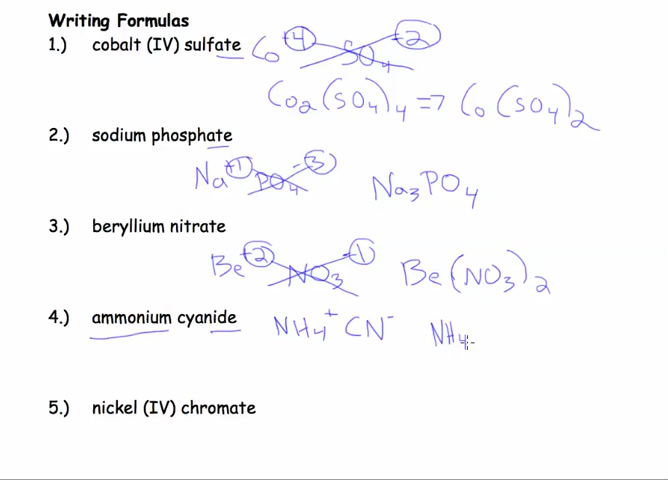 Writing Formulas
1.) cobalt (IV) sulfate Co +4 SO4 -2
Co2(SO4)4 => Co(SO4)2
2.) sodium phosphate
Na +1 PO4 -3 Na3PO4
3.) beryllium nitrate
Be +2 NO3 -1 Be(NO3)2
4.) ammonium cyanide NH4+ CN- NH4
5.) nickel (IV) chromate